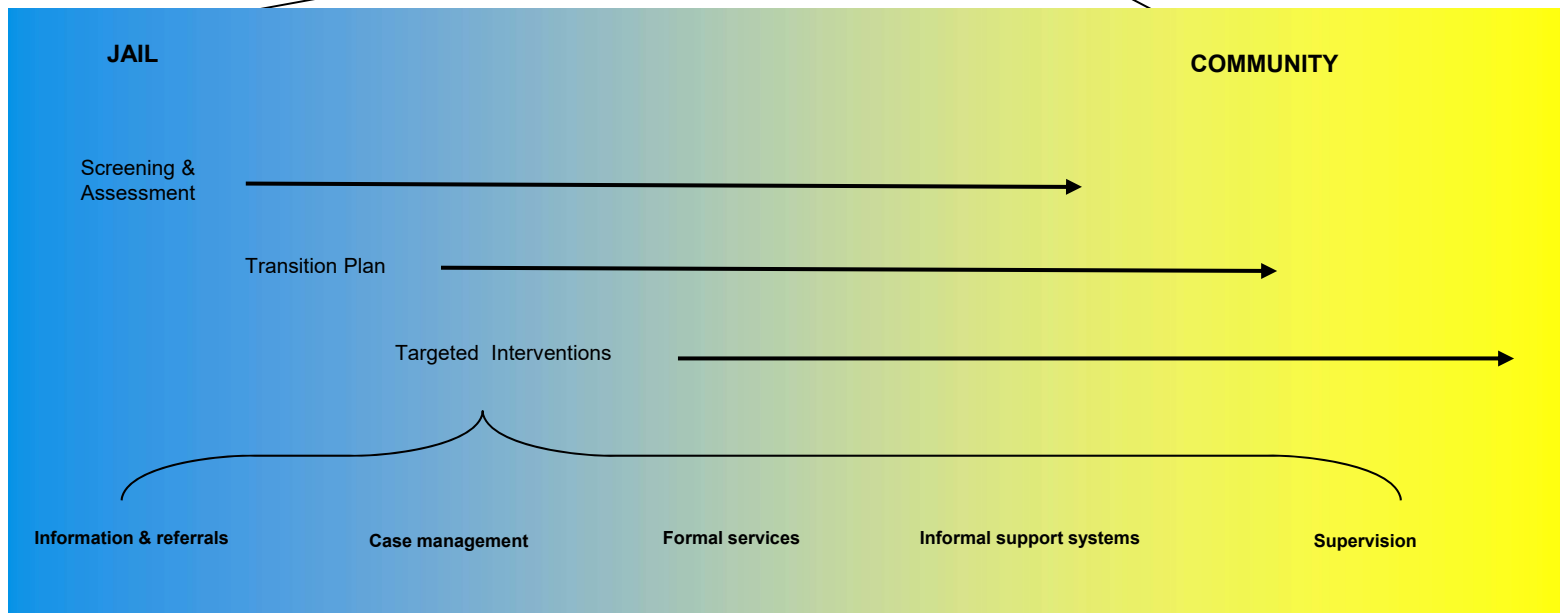 JAIL
COMMUNITY
Screening &
Assessment
Transition Plan
Targeted  Interventions
Information & referrals
Case management
Formal services
Informal support systems
Supervision